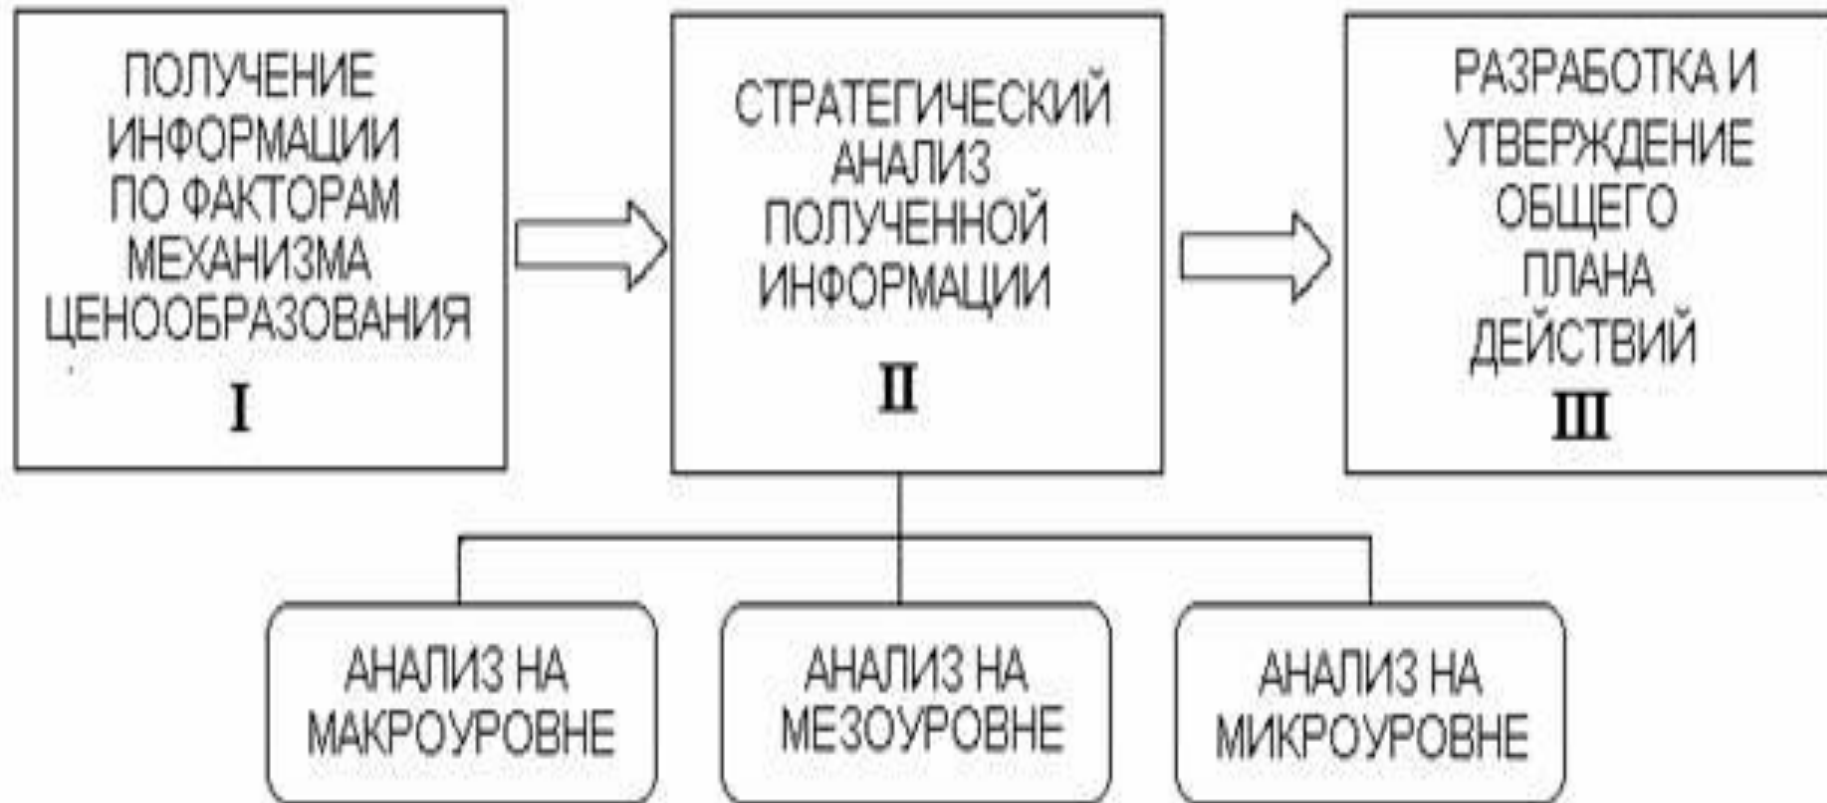 ПОЛУЧЕНИЕ
ИНФОРМАЦИИ
ПО ФАКТОРАМ
МЕХАНИЗМА
ЦЕНООБРАЗОВАНИЯ
I
СТРАТЕГИЧЕСКИЙ
АНАЛИЗ
ПОЛУЧЕННОЙ
ИНФОРМАЦИИ
II
РАЗРАБОТКА И
УТВЕРЖДЕНИЕ
ОБЩЕГО
ПЛАНА
ДЕЙСТВИЙ
III
АНАЛИЗ НА
МАКРОУРОВНЕ
АНАЛИЗ НА
МЕЗОУРОВНЕ
АНАЛИЗ НА
МИКРОУРОВНЕ